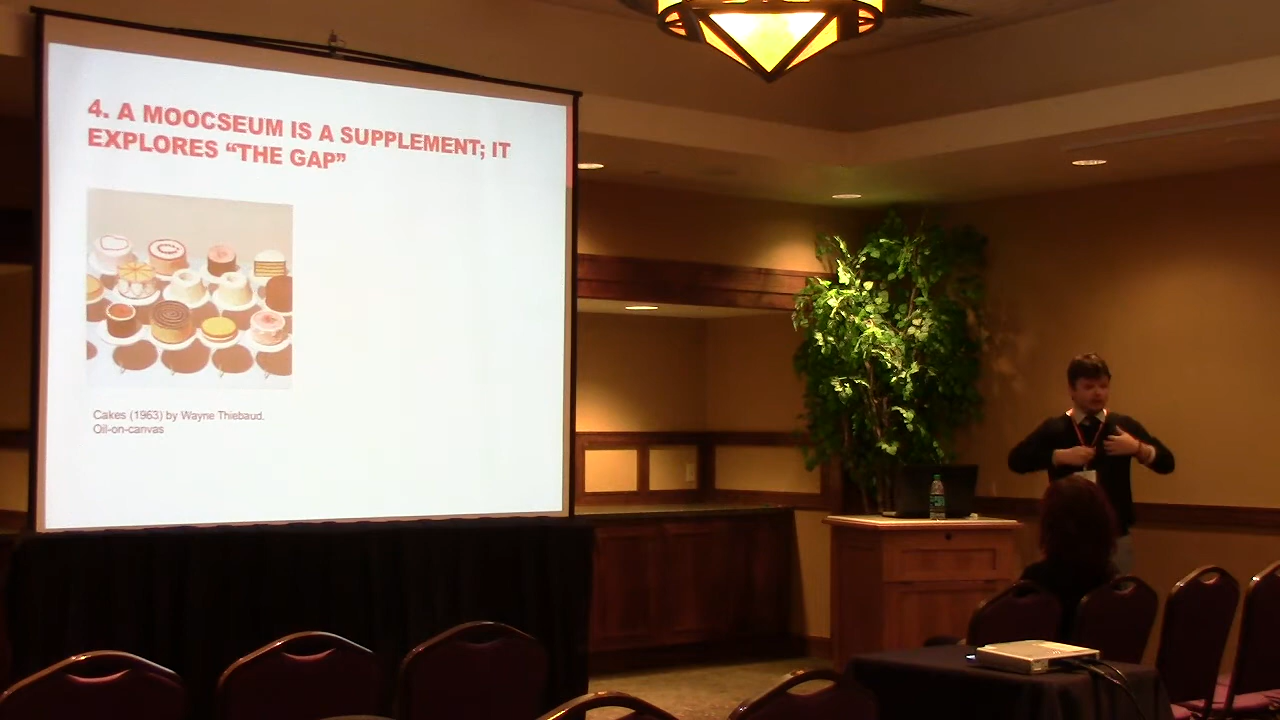 4. A MOOCSEUM IS A SUPPLEMENT; IT
EXPLORES “THE GAP”
Cakes (1963) by Wayne Thiebaud.
Oil-on-canvas